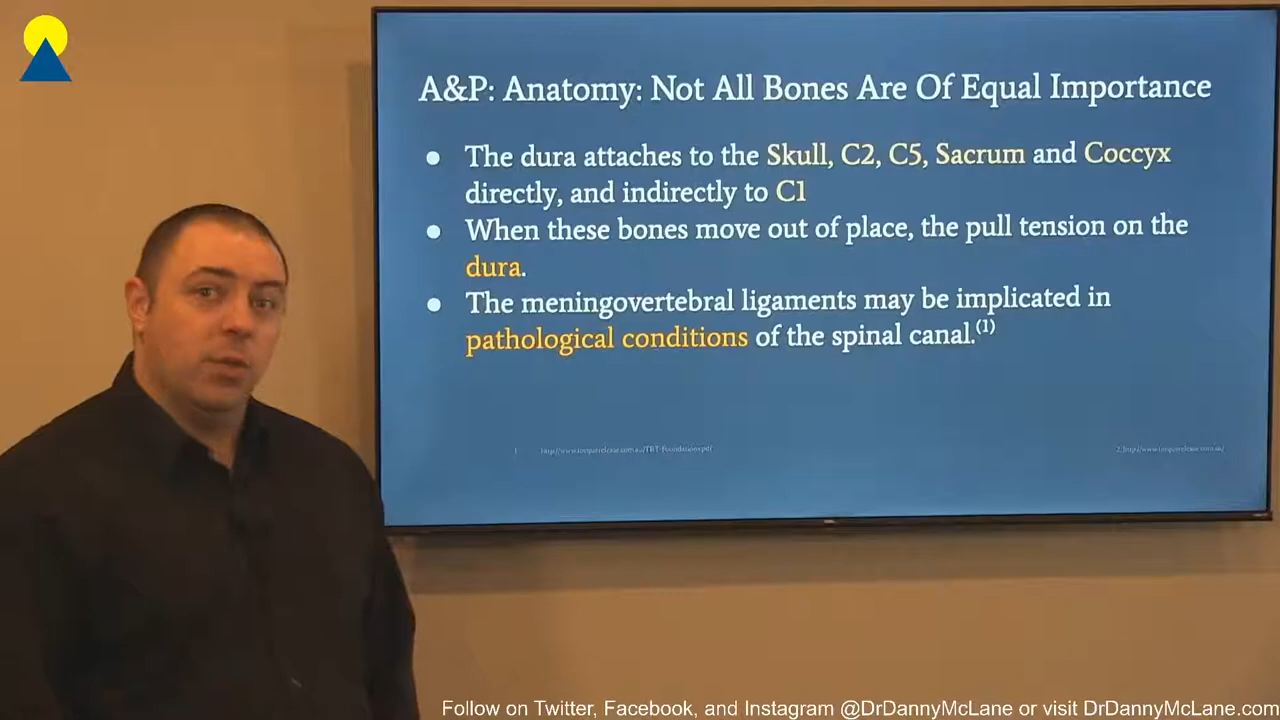 A&P: Anatomy: Not All Bones Are Of Equal Importance
● The dura attaches to the Skull, C2, C5, Sacrum and Coccyx
directly, and indirectly to C1
● When these bones move out of place, the pull tension on the
dura.
● The meningovertebral ligaments may be implicated in
pathological conditions of the spinal canal.(1)
Follow on Twitter, Facebook, and Instagram @DrDannyMcLane or visit DrDannyMcLane.com